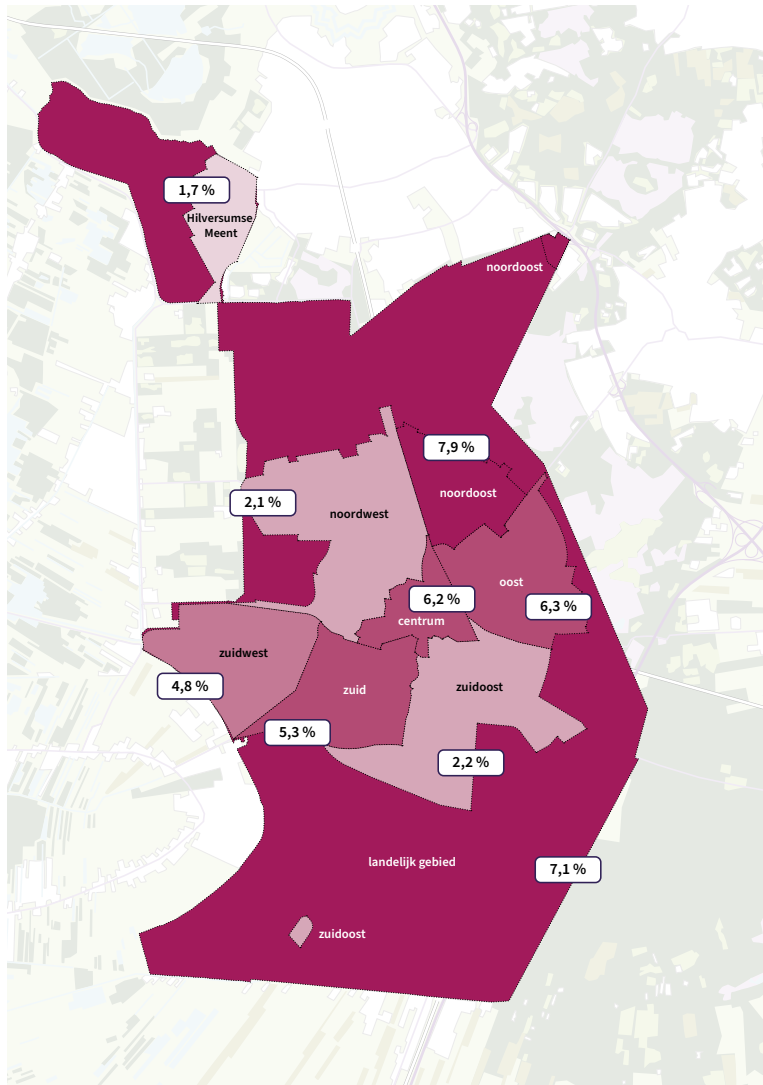 1,7 %
Hilversumse
Meent
noordoost
7,9 %
noordoost
2,1 %
noordwest
oost
6,2 %
6,3 %
centrum
zuidwest
4,8 %
zuid
zuidoost
5,3 %
2,2 %
landelijk gebied
7,1 %
zuidoost